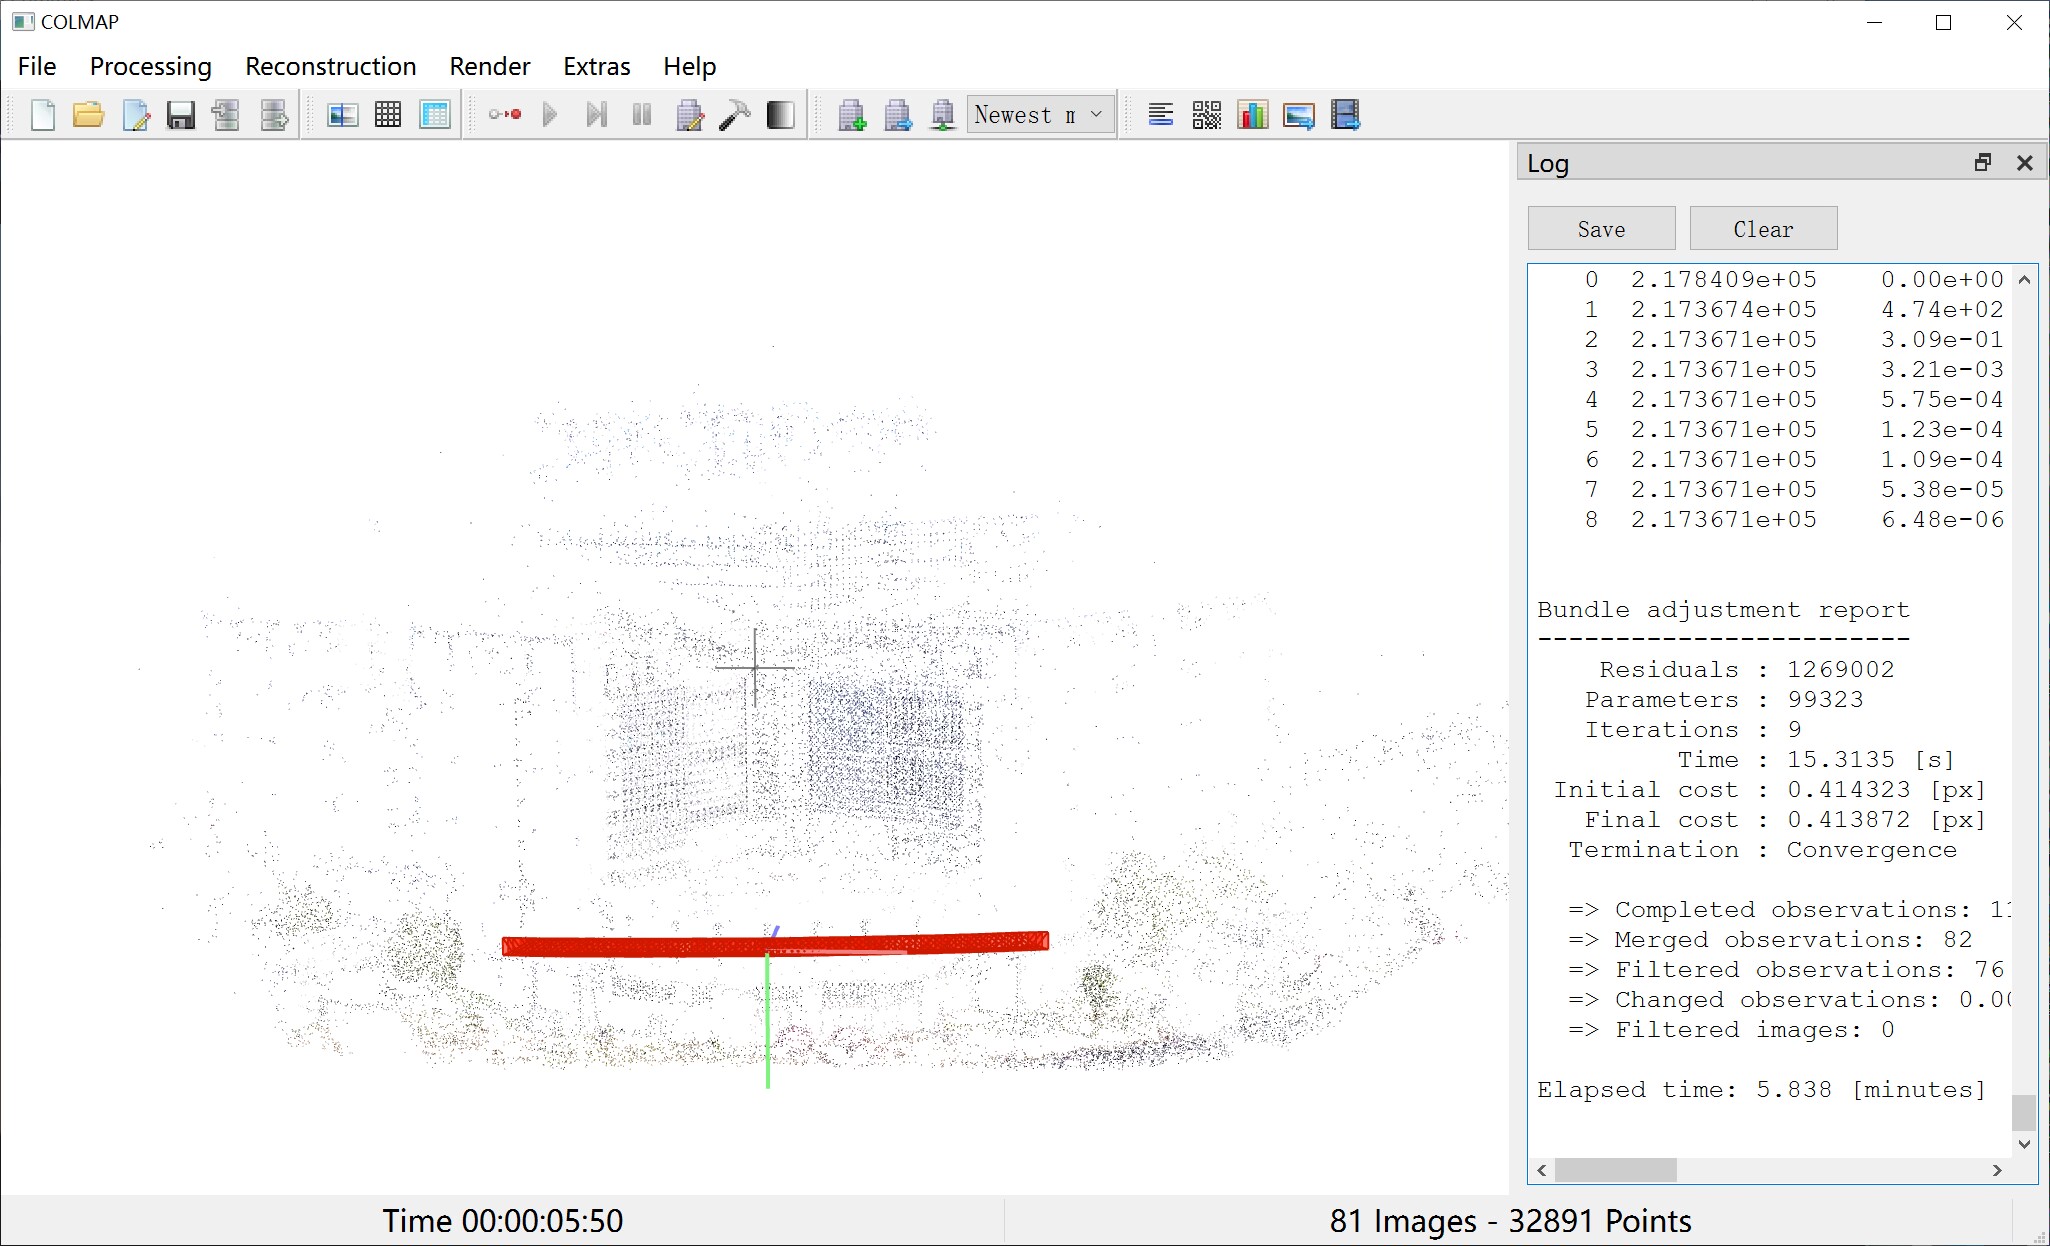 COLMAP
File Processing Reconstruction Render Extras Help
Newest m
Log
Save Clear
0 2.178409e+05 0.00e+00
1 2.173674e+05 4.74e+02
2 2.173671e+05 3.09e-01
3 2.173671e+05 3.21e-03
4 2.173671e+05 5.75e-04
5 2.173671e+05 1.23e-04
6 2.173671e+05 1.09e-04
7 2.173671e+05 5.38e-05
8 2.173671e+05 6.48e-06
Bundle adjustment report
------------------------
Residuals : 1269002
Parameters : 99323
Iterations : 9
Time : 15.3135 [s]
Initial cost : 0.414323 [px]
Final cost : 0.413872 [px]
Termination : Convergence
=> Completed observations: 11
=> Merged observations: 82
=> Filtered observations: 76
=> Changed observations: 0.00
=> Filtered images: 0
Elapsed time: 5.838 [minutes]
Time 00:00:05:50
81 Images - 32891 Points